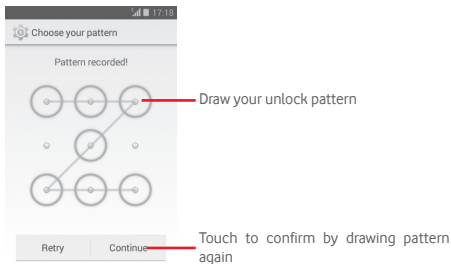 17:18
Choose your pattern
Pattern recorded!
Draw your unlock pattern
Retry Continue
Touch to confirm by drawing pattern
again